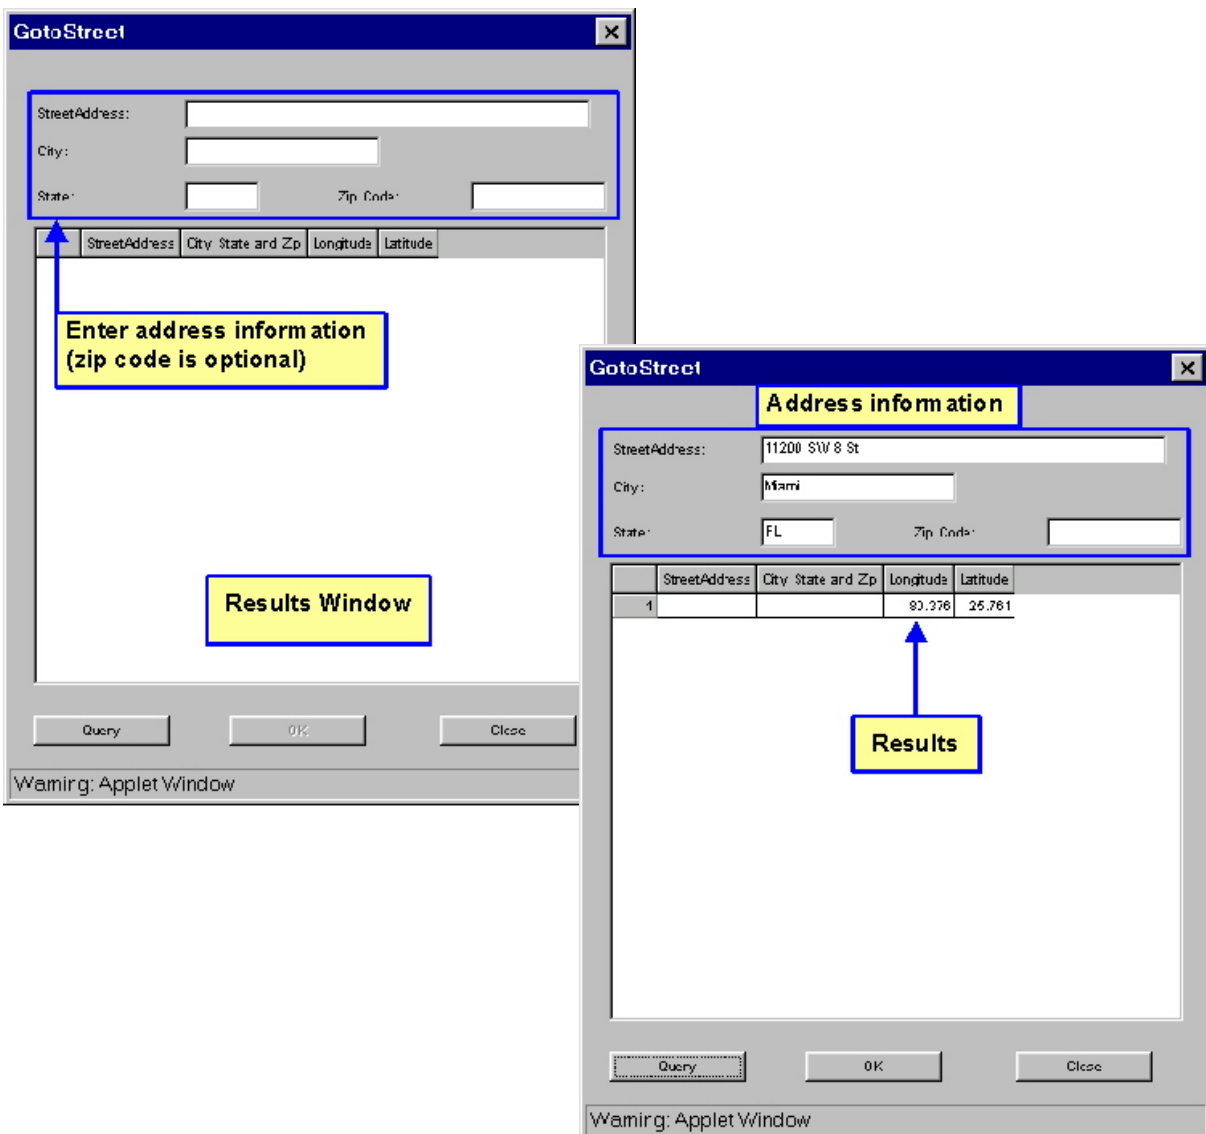 GotoStreet
StreetAddress:
City:
State:
Zip Code:
StreetAddress City State and Zip Longitude Latitude
Enter address information
(zip code is optional)
Results Window
Query OK Close
Warning: Applet Window
GotoStreet
Address information
StreetAddress: 11200 SW 8 St
City: Miami
State: FL Zip Code:
StreetAddress City State and Zip Longitude Latitude
1 80.376 25.761
Results
Query OK Close
Warning: Applet Window